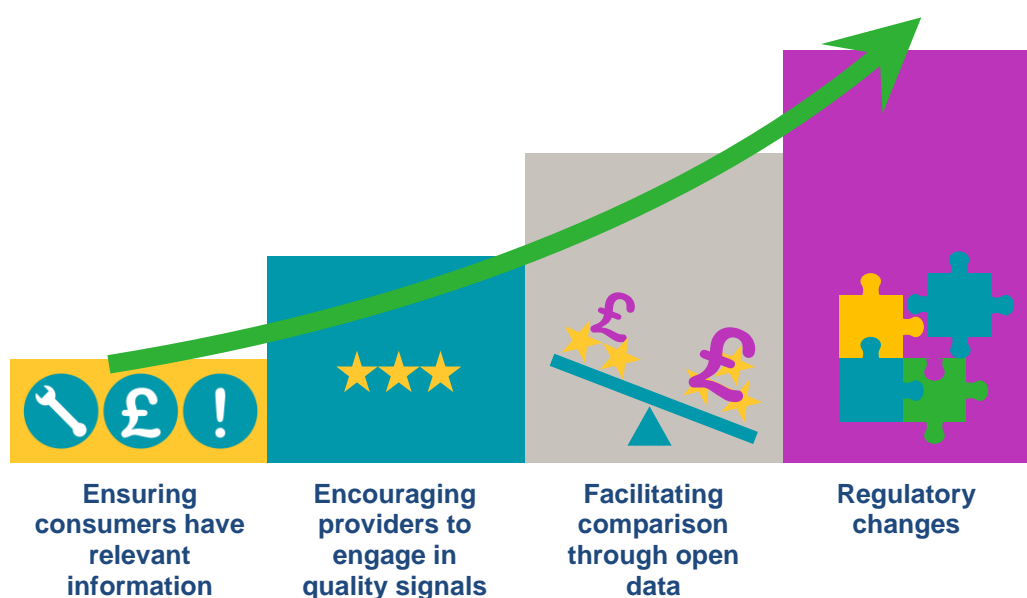 £
!
£
£
Ensuring
consumers have
relevant
information
Encouraging
providers to
engage in
quality signals
Facilitating
comparison
through open
data
Regulatory
changes